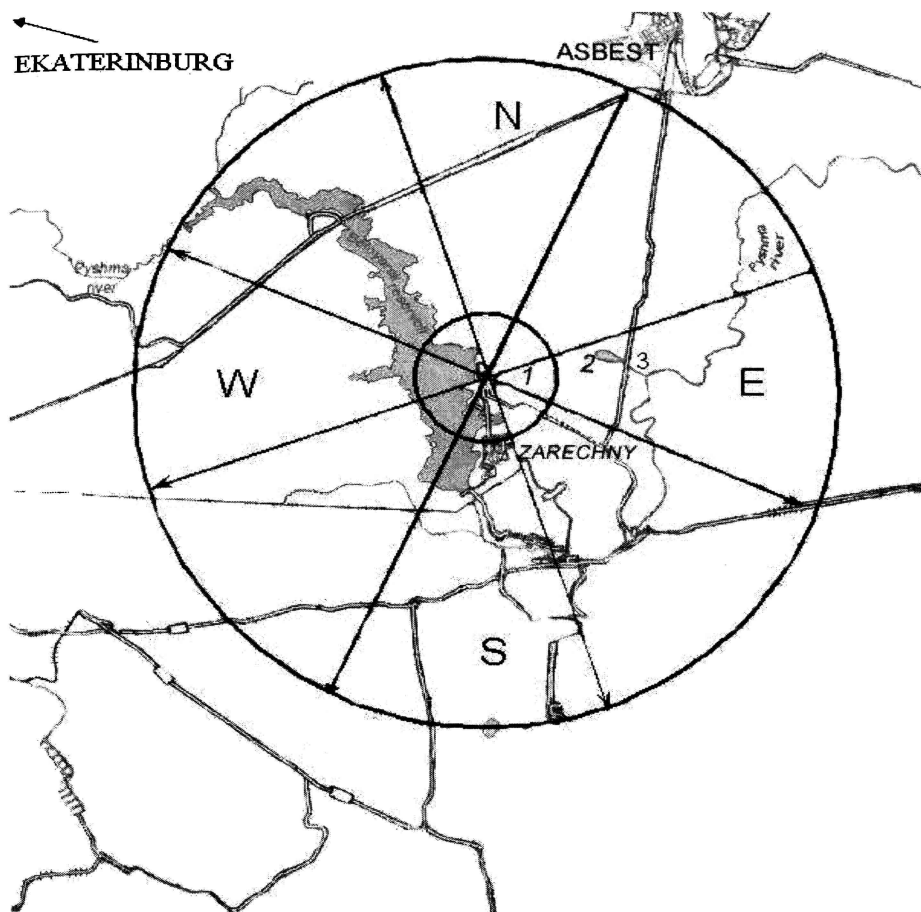 EKATERINBURG
ASBEST
N
Pyshma
river
Pyshma
river
W
1
2
3
E
ZARECHNY
S